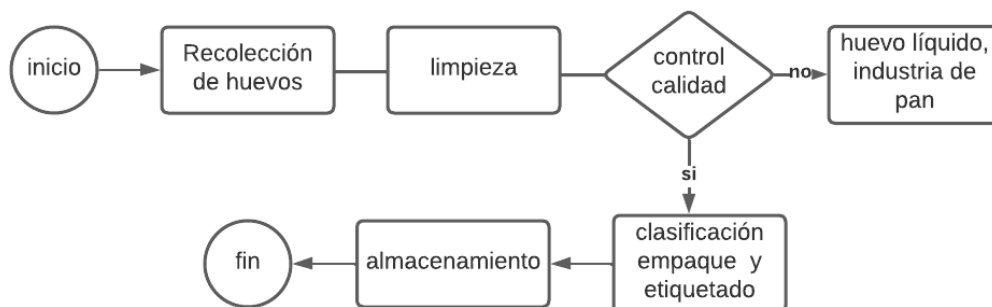 inicio
Recolección
de huevos
limpieza
control
calidad
no
huevo líquido,
industria de
pan
si
clasificación
empaque y
etiquetado
almacenamiento
fin